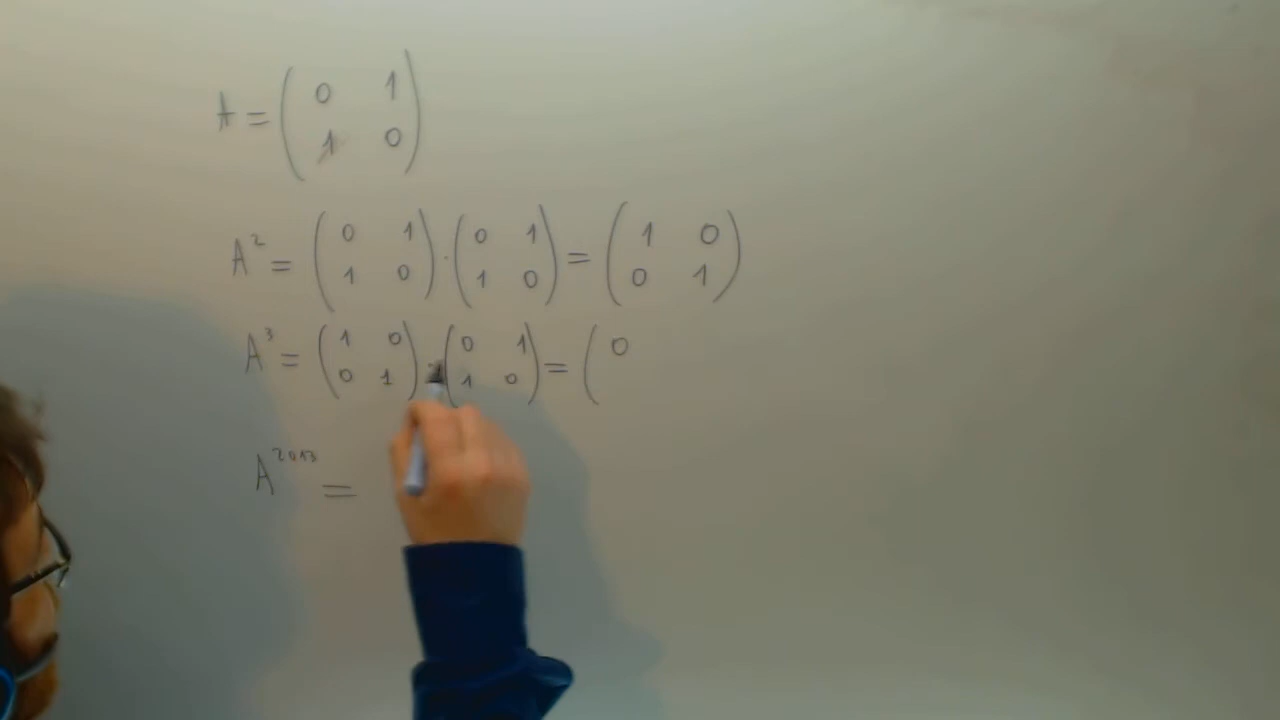 A = ( 0 1
1 0 )
A² = ( 0 1
1 0 ) · ( 0 1
1 0 ) = ( 1 0
0 1 )
A³ = ( 1 0
0 1 ) · ( 0 1
1 0 ) = ( 0
A²⁰¹³ =